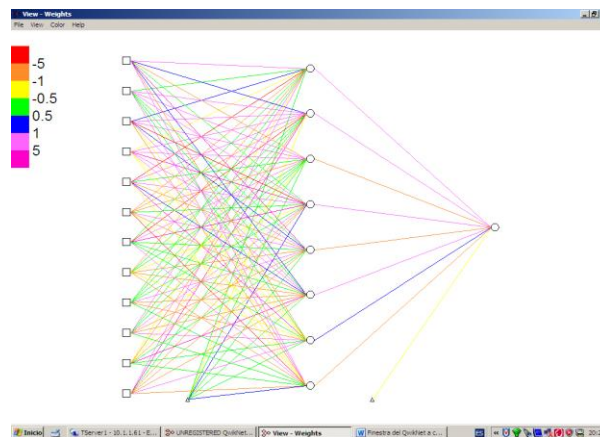 View - Weights
File View Color Help
-5
-1
-0.5
0.5
1
5
Inicio TServer1 - 10.1.1.61 - E... UNREGISTERED QwikNet... View - Weights Finestra del QwikNet a c...